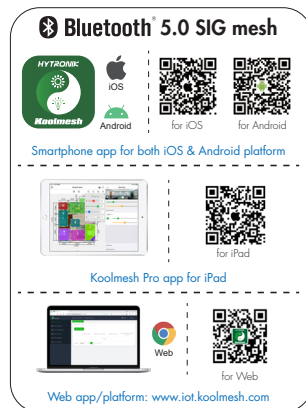 Bluetooth® 5.0 SIG mesh
HYTRONIK
Koolmesh
iOS
Android
for iOS
for Android
Smartphone app for both iOS & Android platform
for iPad
Koolmesh Pro app for iPad
Web
for Web
Web app/platform: www.iot.koolmesh.com